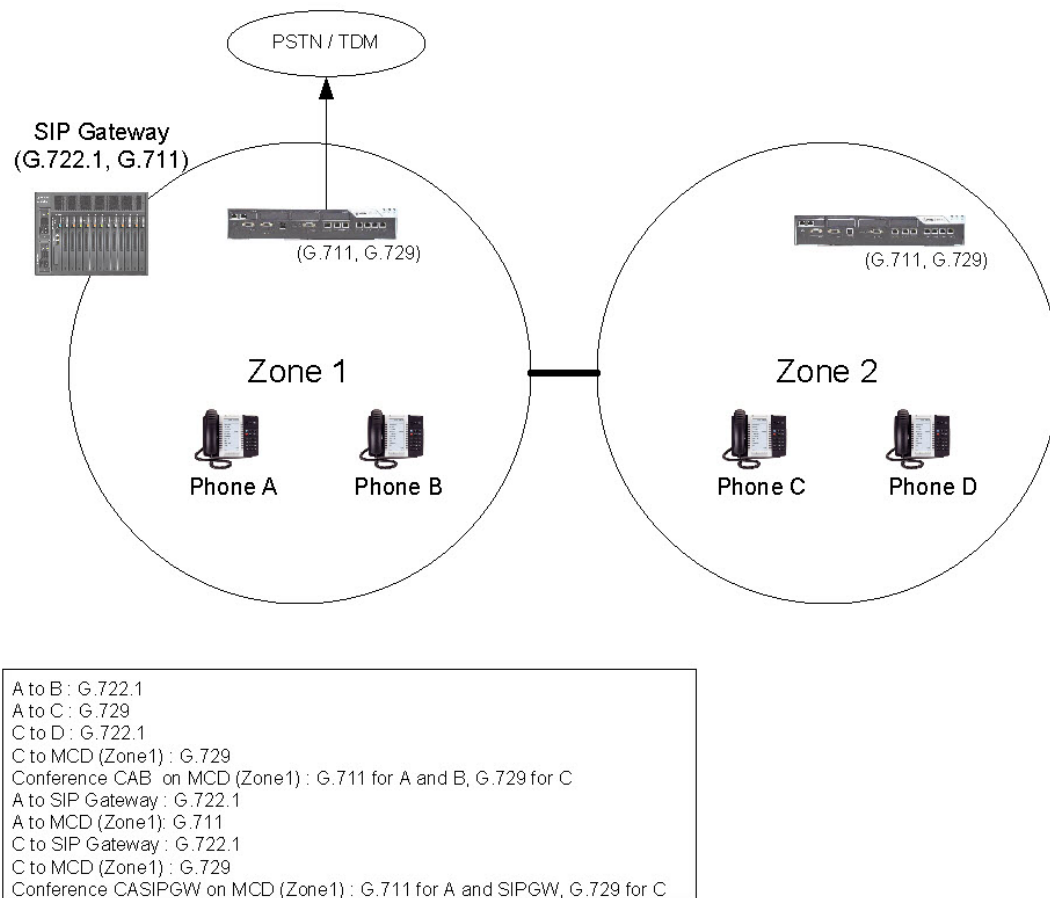 PSTN / TDM
SIP Gateway
(G.722.1, G.711)
(G.711, G.729)
(G.711, G.729)
Zone 1
Zone 2
Phone A
Phone B
Phone C
Phone D
A to B : G.722.1
A to C : G.729
C to D : G.722.1
C to MCD (Zone1) : G.729
Conference CAB on MCD (Zone1) : G.711 for A and B, G.729 for C
A to SIP Gateway : G.722.1
A to MCD (Zone1): G.711
C to SIP Gateway : G.722.1
C to MCD (Zone1) : G.729
Conference CASIPGW on MCD (Zone1) : G.711 for A and SIPGW, G.729 for C